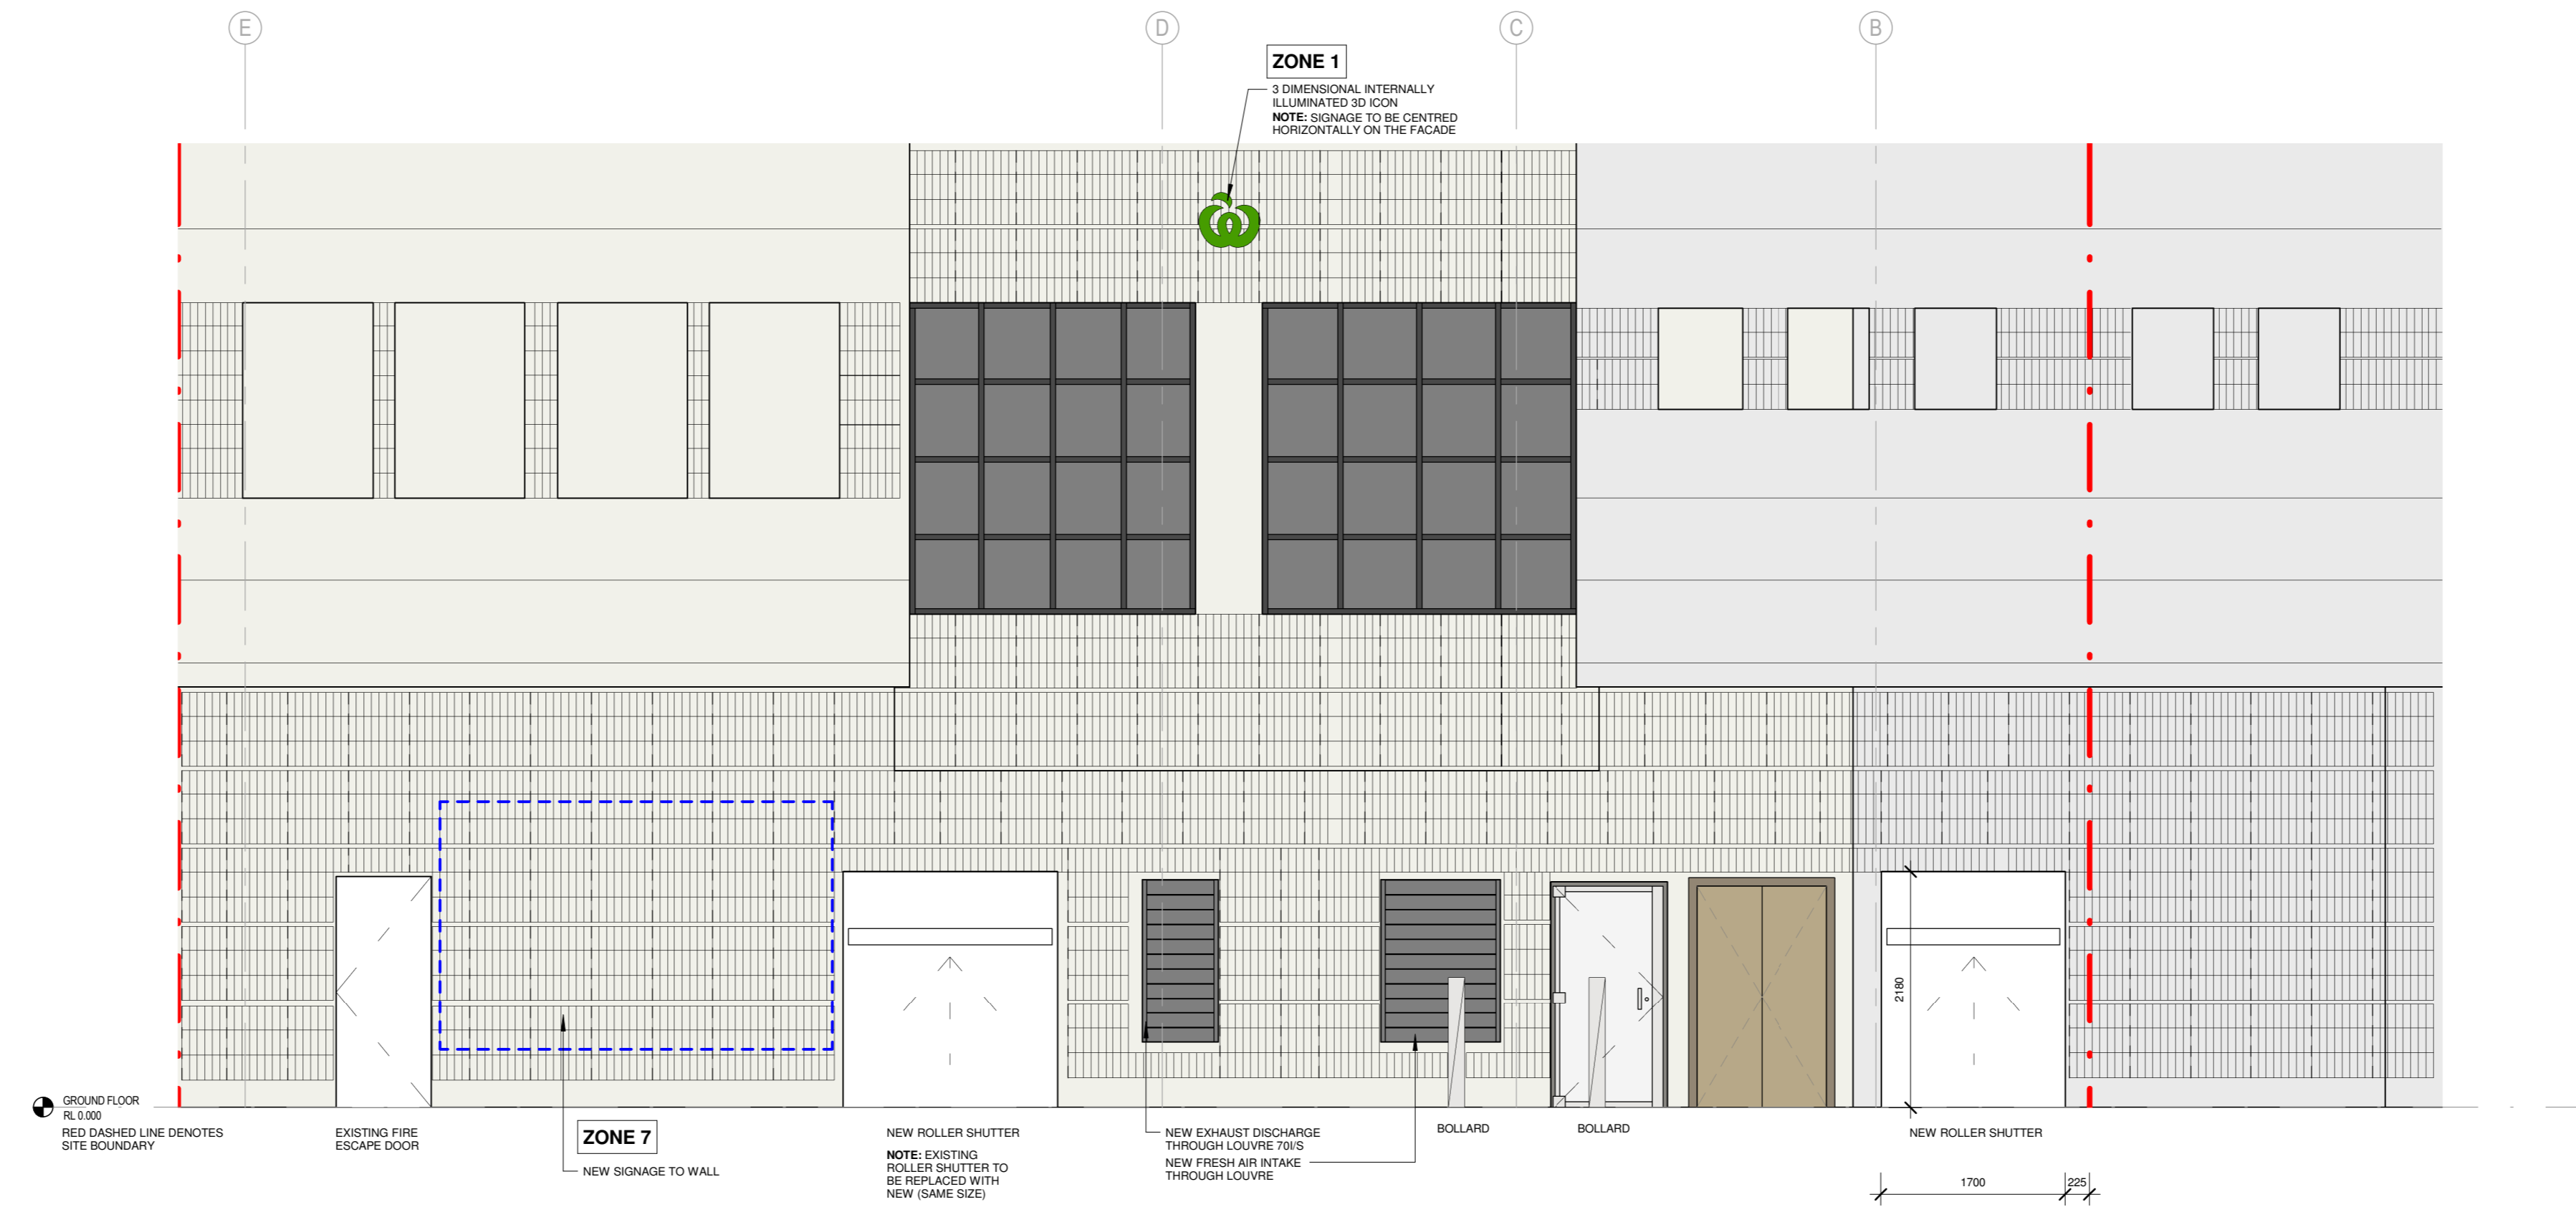 E
D
C
B
ZONE 1
3 DIMENSIONAL INTERNALLY
ILLUMINATED 3D ICON
NOTE: SIGNAGE TO BE CENTRED
HORIZONTALLY ON THE FACADE
2180
GROUND FLOOR
RL 0.000
RED DASHED LINE DENOTES
SITE BOUNDARY
EXISTING FIRE
ESCAPE DOOR
ZONE 7
NEW SIGNAGE TO WALL
NEW ROLLER SHUTTER
NOTE: EXISTING
ROLLER SHUTTER TO
BE REPLACED WITH
NEW (SAME SIZE)
NEW EXHAUST DISCHARGE
THROUGH LOUVRE 70l/S
NEW FRESH AIR INTAKE
THROUGH LOUVRE
BOLLARD
BOLLARD
NEW ROLLER SHUTTER
1700
225